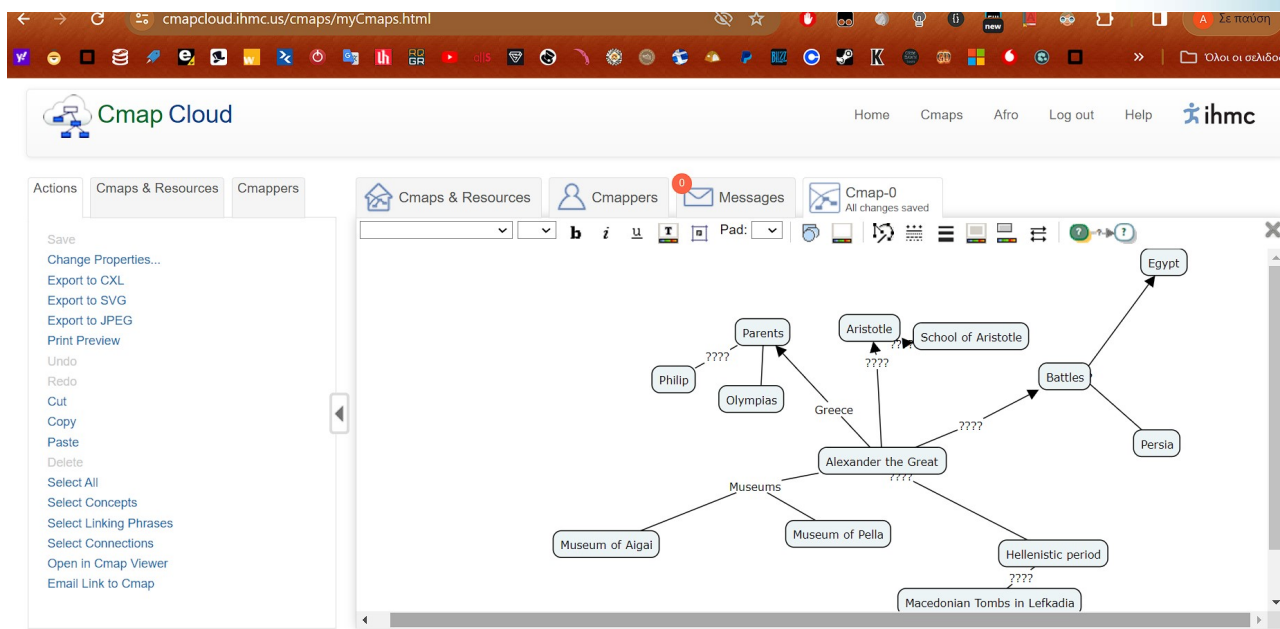 cmapcloud.ihmc.us/cmaps/myCmaps.html
new
A Σε παύση
Όλοι οι σελιδο
Cmap Cloud
Home Cmaps Afro Log out Help ihmc
Actions Cmaps & Resources Cmappers
Cmaps & Resources Cmappers 0 Messages Cmap-0
All changes saved
b i u T a Pad:
? -?-> ?
Save
Change Properties...
Export to CXL
Export to SVG
Export to JPEG
Print Preview
Undo
Redo
Cut
Copy
Paste
Delete
Select All
Select Concepts
Select Linking Phrases
Select Connections
Open in Cmap Viewer
Email Link to Cmap
Egypt
Parents
Aristotle
School of Aristotle
????
????
Philip
Olympias
Battles
Greece
????
Persia
Alexander the Great
????
Museums
Museum of Aigai
Museum of Pella
Hellenistic period
????
Macedonian Tombs in Lefkadia